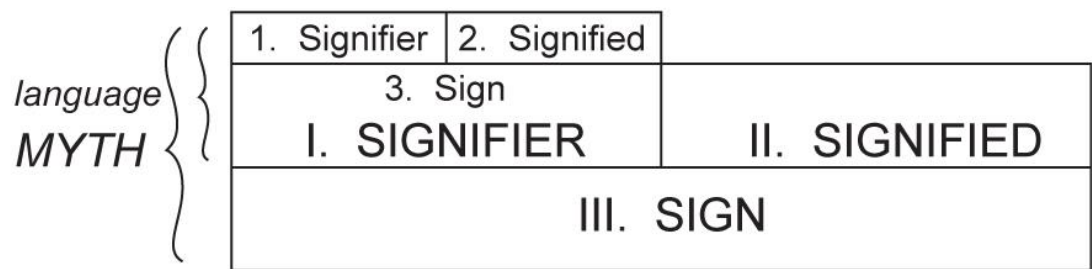 1. Signifier 2. Signified
language
3. Sign
MYTH
I. SIGNIFIER II. SIGNIFIED
III. SIGN